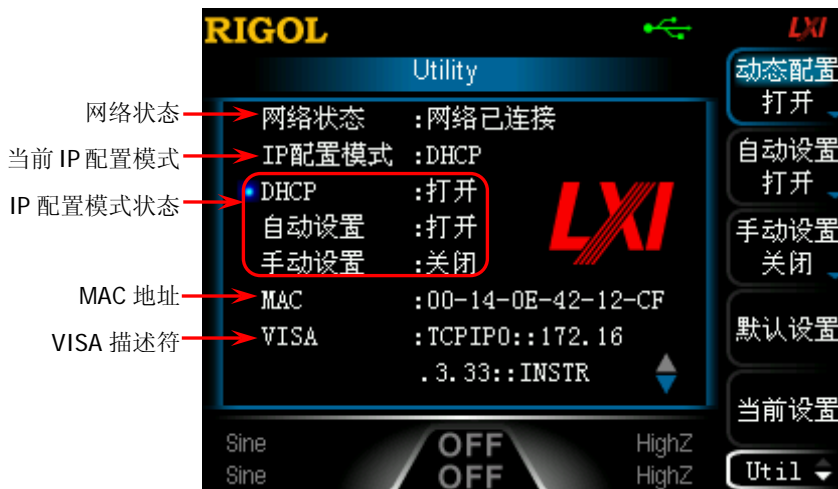 RIGOL
LXI
Utility
网络状态
网络状态 :网络已连接
当前 IP 配置模式
IP配置模式 :DHCP
IP 配置模式状态
DHCP :打开
自动设置 :打开
手动设置 :关闭
LXI
MAC 地址
MAC :00-14-0E-42-12-CF
VISA 描述符
VISA :TCPIP0::172.16
.3.33::INSTR
动态配置
打开
自动设置
打开
手动设置
关闭
默认设置
当前设置
Util
Sine OFF HighZ
Sine OFF HighZ